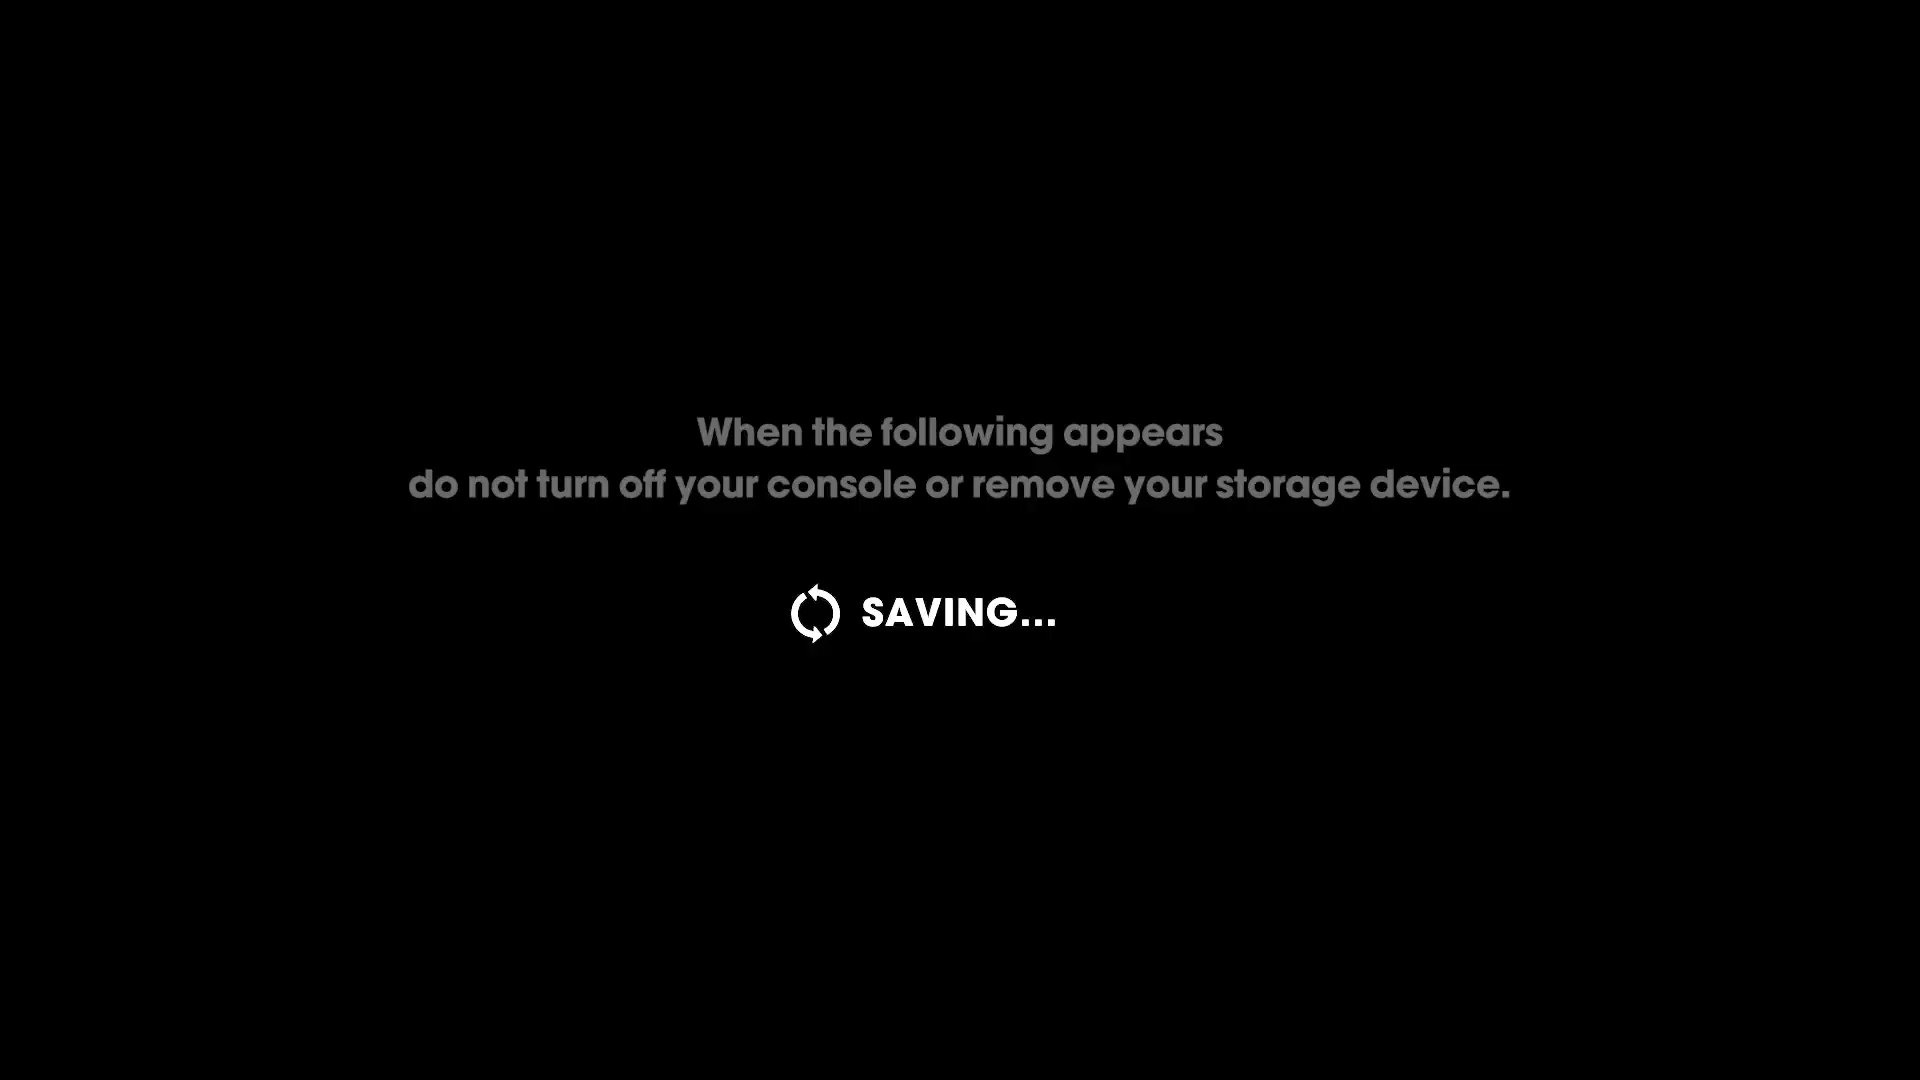 When the following appears
do not turn off your console or remove your storage device.
SAVING...